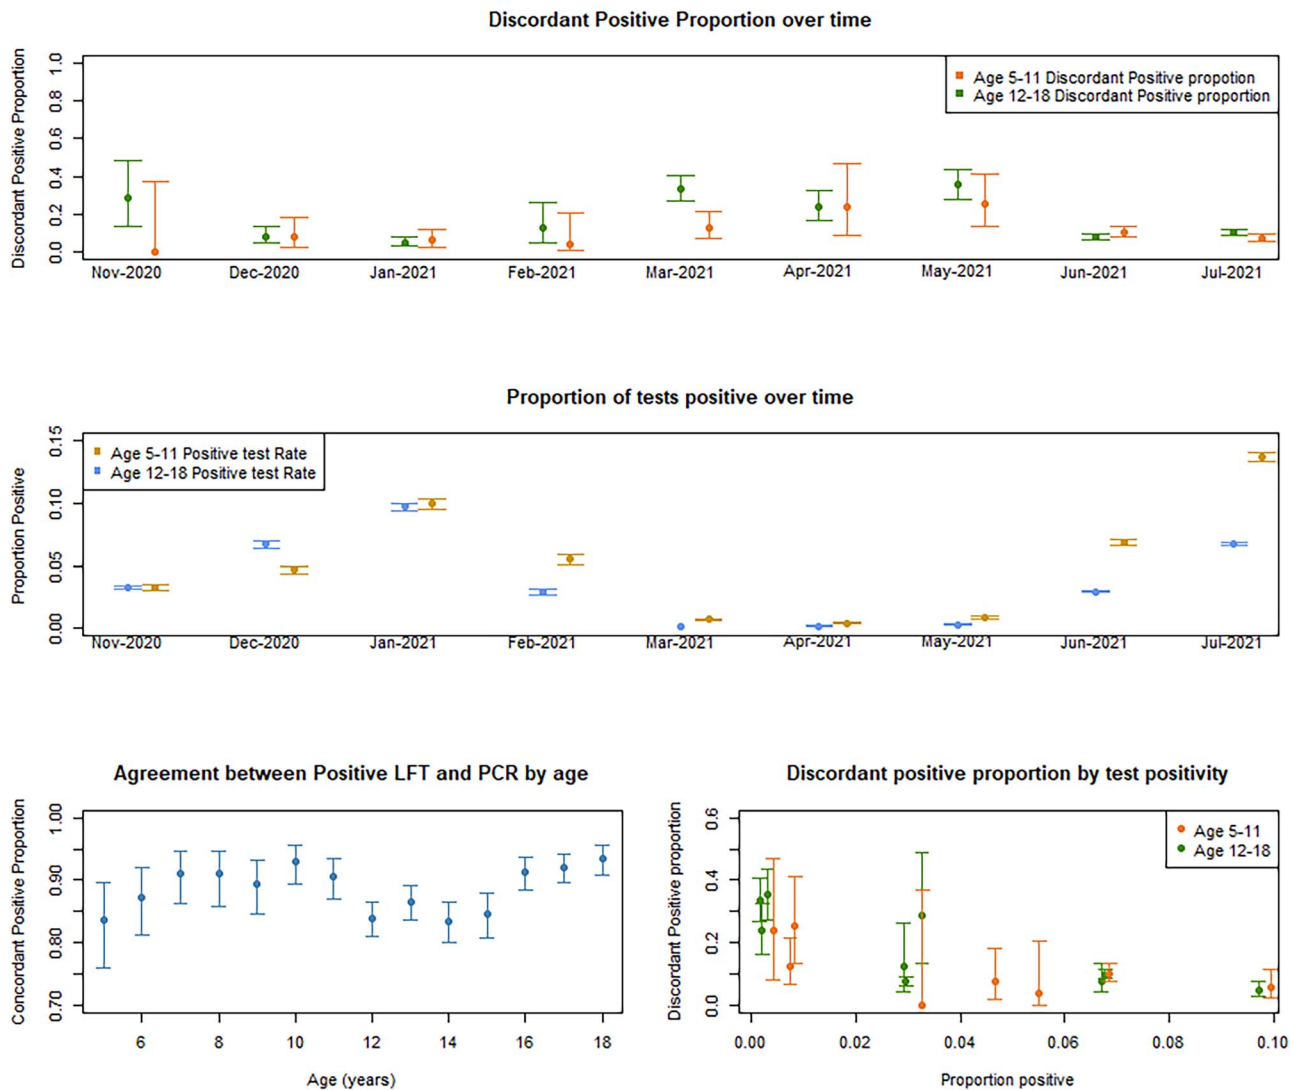 Discordant Positive Proportion over time
Discordant Positive Proportion
1.0
0.8
0.6
0.4
0.2
0.0
Age 5-11 Discordant Positive propotion
Age 12-18 Discordant Positive proportion
Nov-2020 Dec-2020 Jan-2021 Feb-2021 Mar-2021 Apr-2021 May-2021 Jun-2021 Jul-2021
Proportion of tests positive over time
Proportion Positive
0.15
0.10
0.05
0.00
Age 5-11 Positive test Rate
Age 12-18 Positive test Rate
Nov-2020 Dec-2020 Jan-2021 Feb-2021 Mar-2021 Apr-2021 May-2021 Jun-2021 Jul-2021
Agreement between Positive LFT and PCR by age
Concordant Positive Proportion
1.00
0.90
0.80
0.70
6 8 10 12 14 16 18
Age (years)
Discordant positive proportion by test positivity
Discordant Positive proportion
0.6
0.4
0.2
0.0
Age 5-11
Age 12-18
0.00 0.02 0.04 0.06 0.08 0.10
Proportion positive